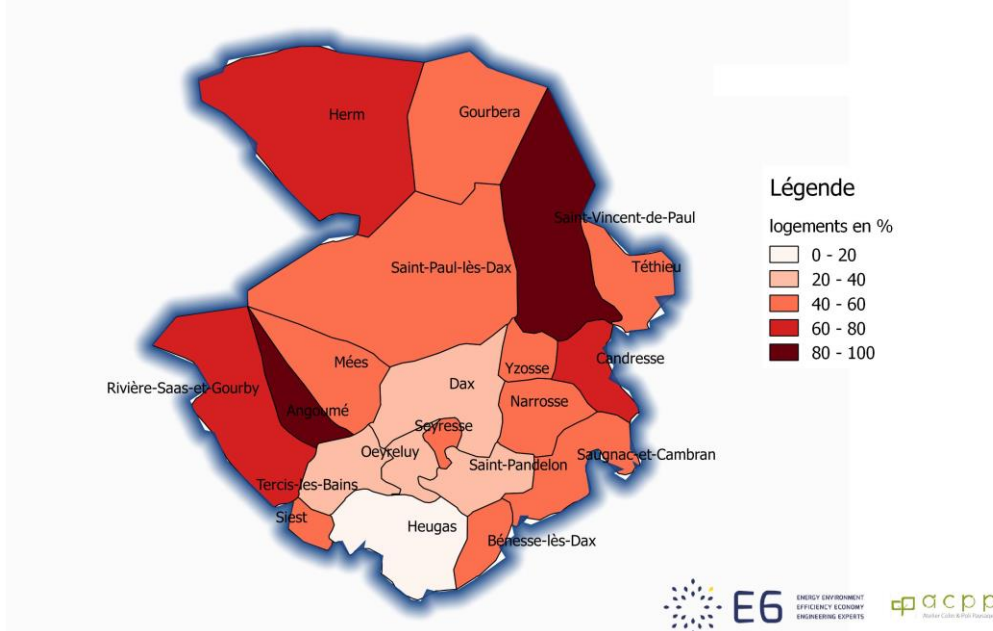 Herm
Gourbera
Saint-Vincent-de-Paul
Saint-Paul-lès-Dax
Téthieu
Mées
Dax
Yzosse
Candresse
Rivière-Saas-et-Gourby
Angoumé
Narrosse
Seyresse
Oeyreluy
Saint-Pandelon
Saugnac-et-Cambran
Tercis-les-Bains
Siest
Heugas
Bénesse-lès-Dax
Légende
logements en %
0 - 20
20 - 40
40 - 60
60 - 80
80 - 100
E6
ENERGY ENVIRONMENT
EFFICIENCY ECONOMY
ENGINEERING EXPERTS
acpp